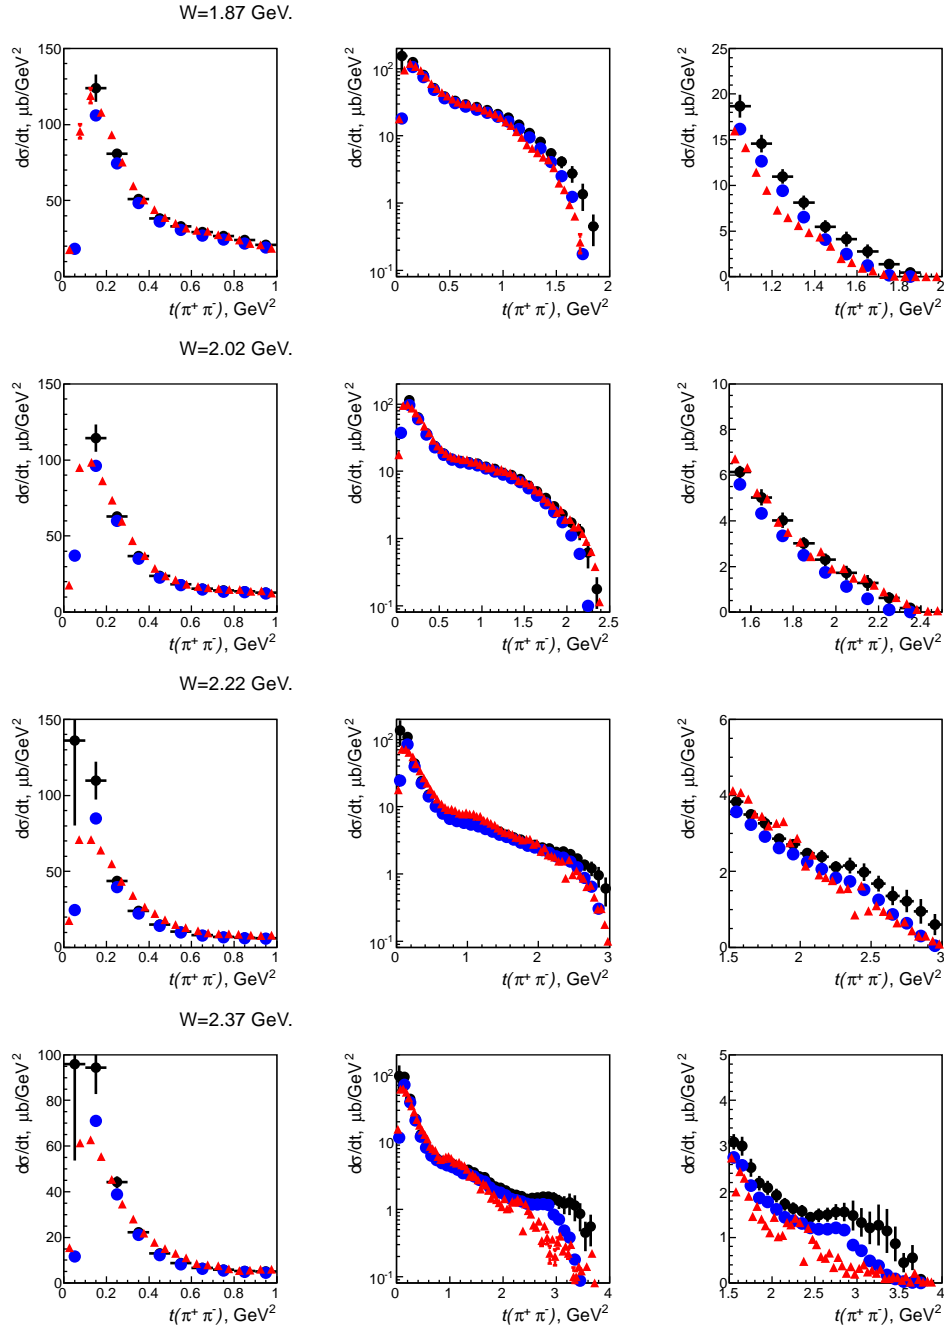 W=1.87 GeV.
dσ/dt, μb/GeV²
150
100
50
0
0 0.2 0.4 0.6 0.8 1
t(π⁺ π⁻), GeV²
dσ/dt, μb/GeV²
10²
10
1
10⁻¹
0 0.5 1 1.5 2
t(π⁺ π⁻), GeV²
dσ/dt, μb/GeV²
25
20
15
10
5
0
1 1.2 1.4 1.6 1.8 2
t(π⁺ π⁻), GeV²
W=2.02 GeV.
dσ/dt, μb/GeV²
150
100
50
0
0 0.2 0.4 0.6 0.8 1
t(π⁺ π⁻), GeV²
dσ/dt, μb/GeV²
10²
10
1
10⁻¹
0 0.5 1 1.5 2 2.5
t(π⁺ π⁻), GeV²
dσ/dt, μb/GeV²
10
8
6
4
2
0
1.6 1.8 2 2.2 2.4
t(π⁺ π⁻), GeV²
W=2.22 GeV.
dσ/dt, μb/GeV²
150
100
50
0
0 0.2 0.4 0.6 0.8 1
t(π⁺ π⁻), GeV²
dσ/dt, μb/GeV²
10²
10
1
10⁻¹
0 1 2 3
t(π⁺ π⁻), GeV²
dσ/dt, μb/GeV²
6
4
2
0
1.5 2 2.5 3
t(π⁺ π⁻), GeV²
W=2.37 GeV.
dσ/dt, μb/GeV²
100
80
60
40
20
0
0 0.2 0.4 0.6 0.8 1
t(π⁺ π⁻), GeV²
dσ/dt, μb/GeV²
10²
10
1
10⁻¹
0 1 2 3 4
t(π⁺ π⁻), GeV²
dσ/dt, μb/GeV²
5
4
3
2
1
0
1.5 2 2.5 3 3.5 4
t(π⁺ π⁻), GeV²